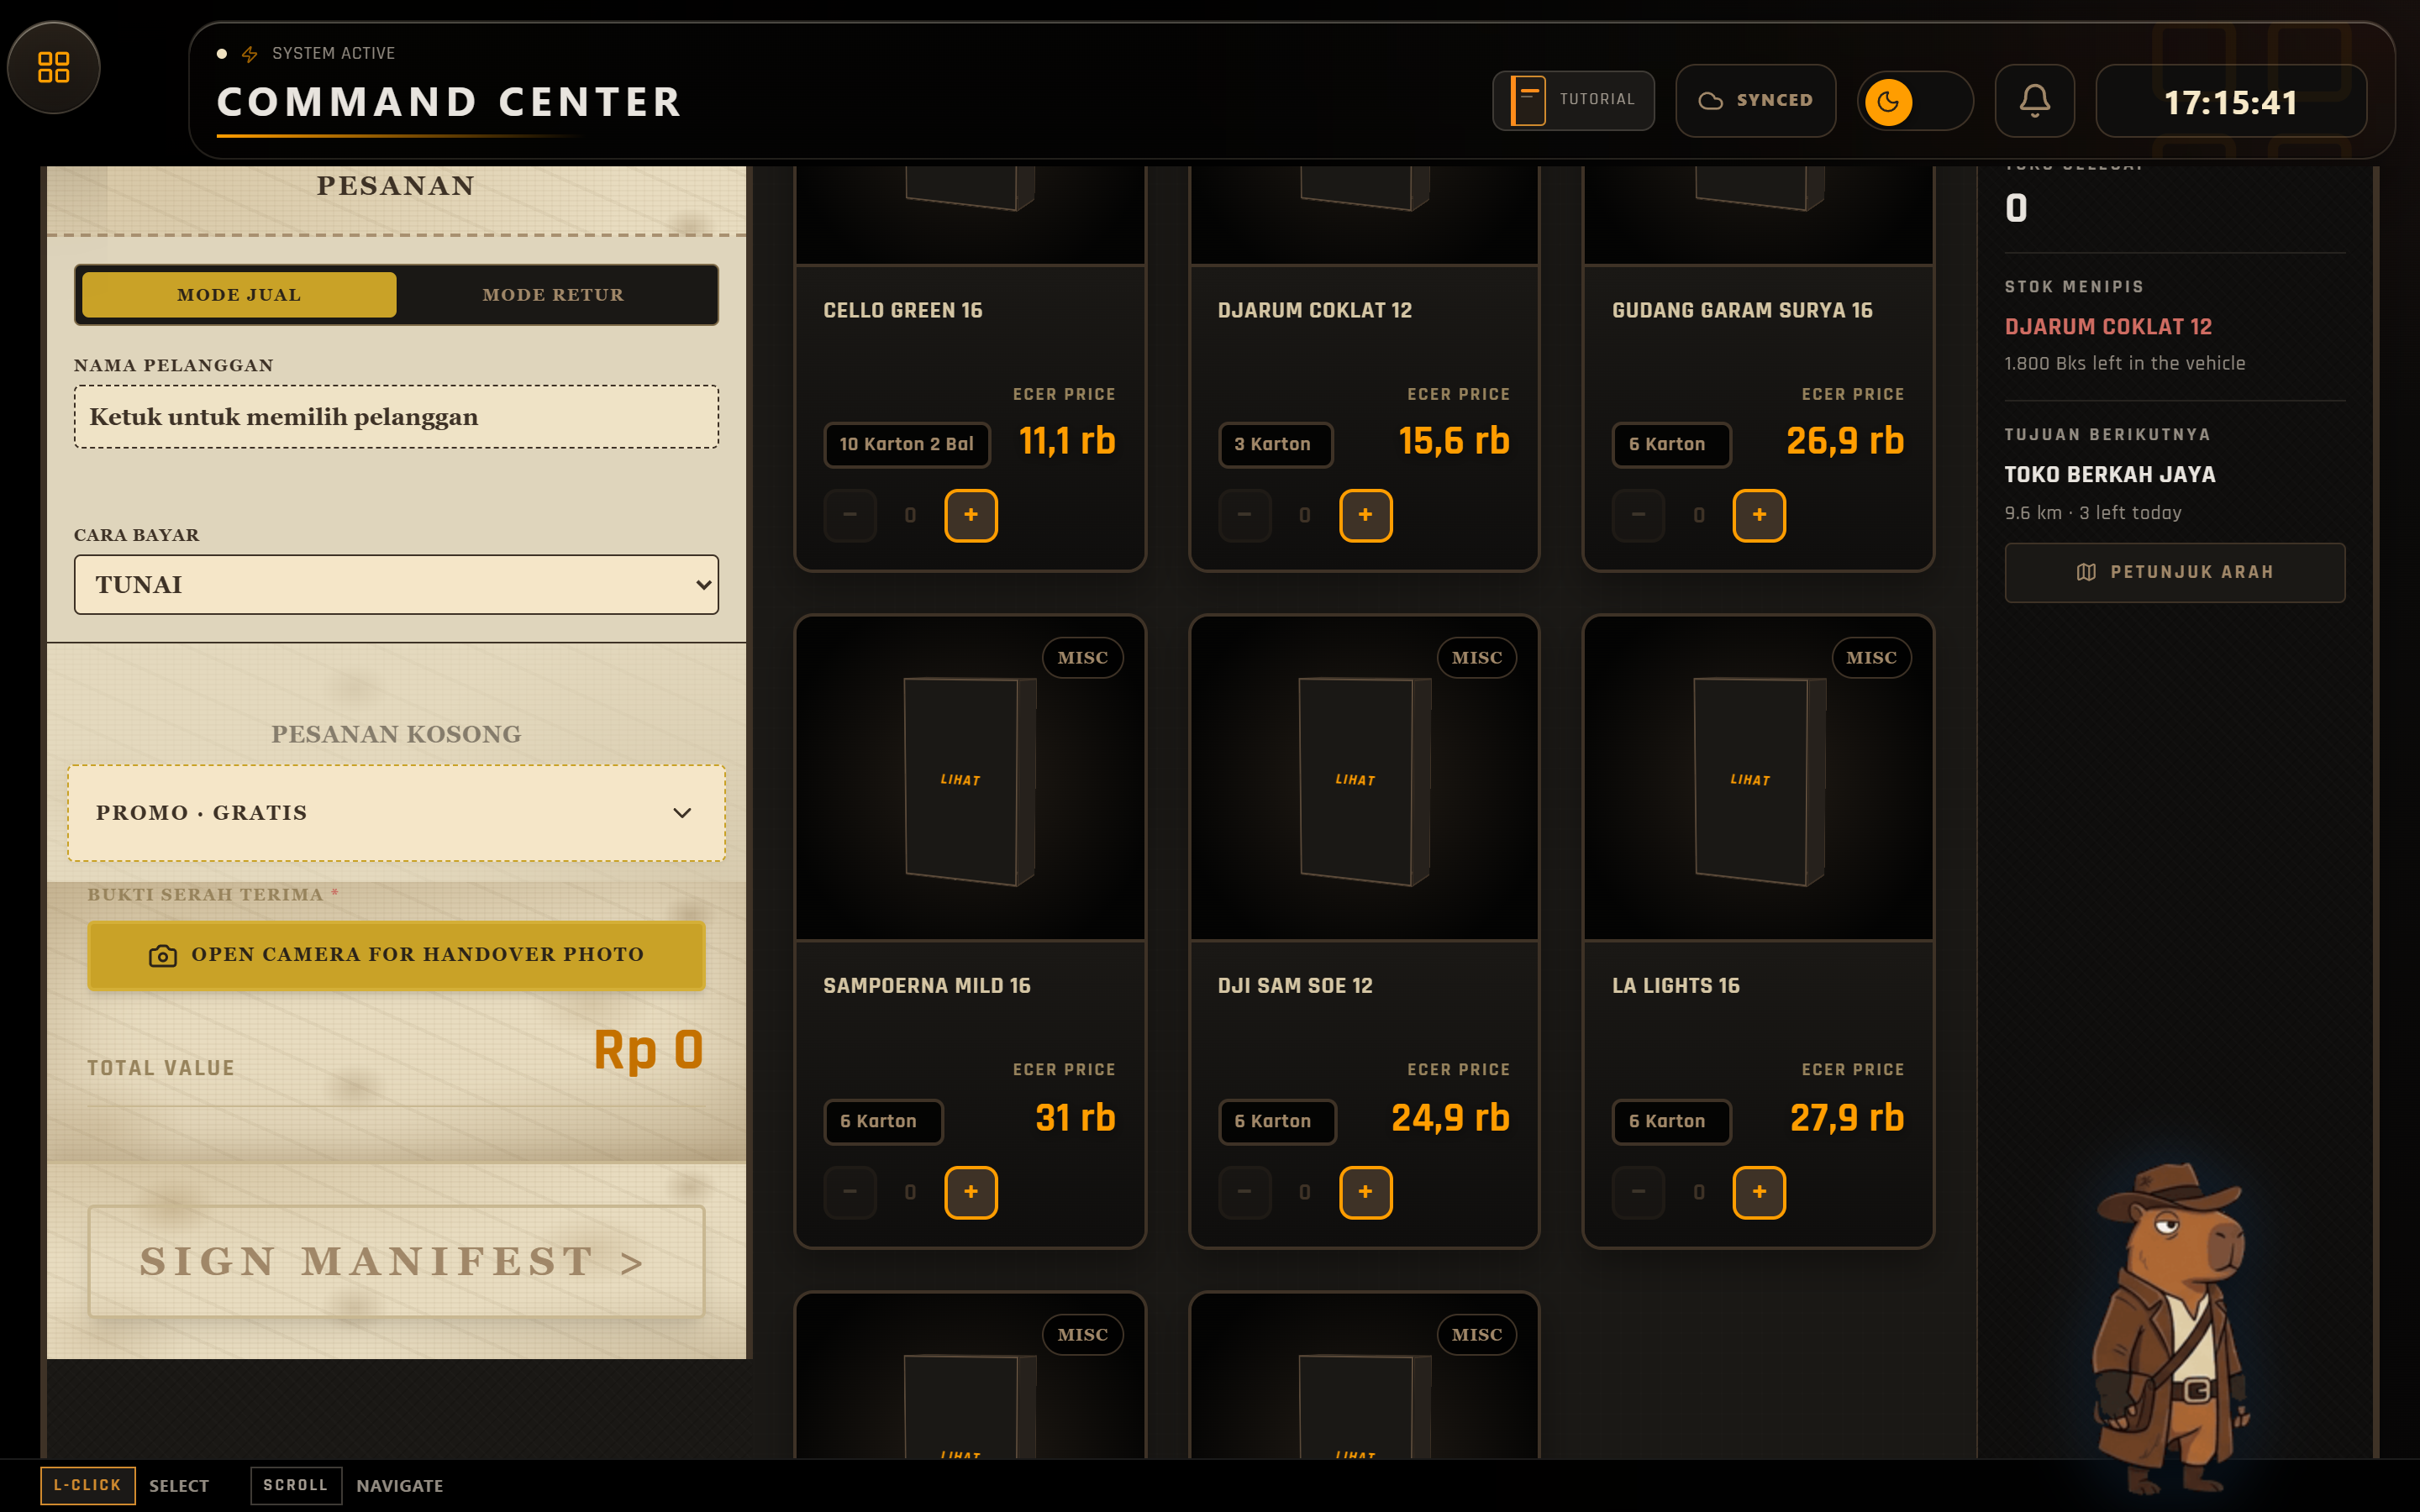 SYSTEM ACTIVE
COMMAND CENTER
TUTORIAL
SYNCED
17:15:41
PESANAN
MODE JUAL
MODE RETUR
NAMA PELANGGAN
Ketuk untuk memilih pelanggan
CARA BAYAR
TUNAI
PESANAN KOSONG
PROMO · GRATIS
BUKTI SERAH TERIMA *
OPEN CAMERA FOR HANDOVER PHOTO
TOTAL VALUE
Rp 0
SIGN MANIFEST >
CELLO GREEN 16
ECER PRICE
10 Karton 2 Bal
11,1 rb
− 0 +
DJARUM COKLAT 12
ECER PRICE
3 Karton
15,6 rb
− 0 +
GUDANG GARAM SURYA 16
ECER PRICE
6 Karton
26,9 rb
− 0 +
MISC
LIHAT
SAMPOERNA MILD 16
ECER PRICE
6 Karton
31 rb
− 0 +
MISC
LIHAT
DJI SAM SOE 12
ECER PRICE
6 Karton
24,9 rb
− 0 +
MISC
LIHAT
LA LIGHTS 16
ECER PRICE
6 Karton
27,9 rb
− 0 +
MISC
LIHAT
MISC
LIHAT
0
STOK MENIPIS
DJARUM COKLAT 12
1.800 Bks left in the vehicle
TUJUAN BERIKUTNYA
TOKO BERKAH JAYA
9.6 km · 3 left today
PETUNJUK ARAH
L-CLICK
SELECT
SCROLL
NAVIGATE